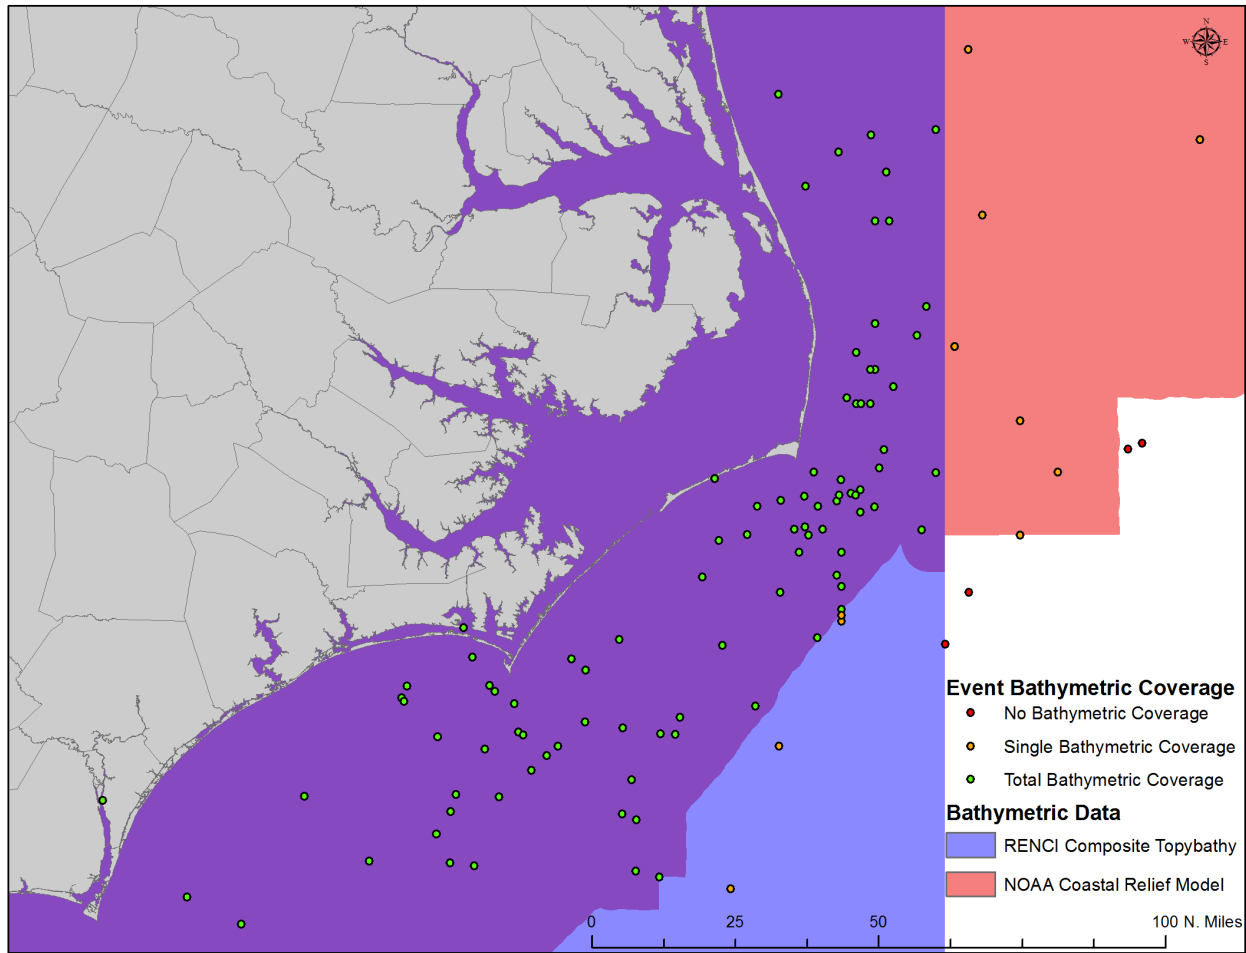 N
W E
S
Event Bathymetric Coverage
No Bathymetric Coverage
Single Bathymetric Coverage
Total Bathymetric Coverage
Bathymetric Data
RENCI Composite Topybathy
NOAA Coastal Relief Model
0 25 50 100 N. Miles